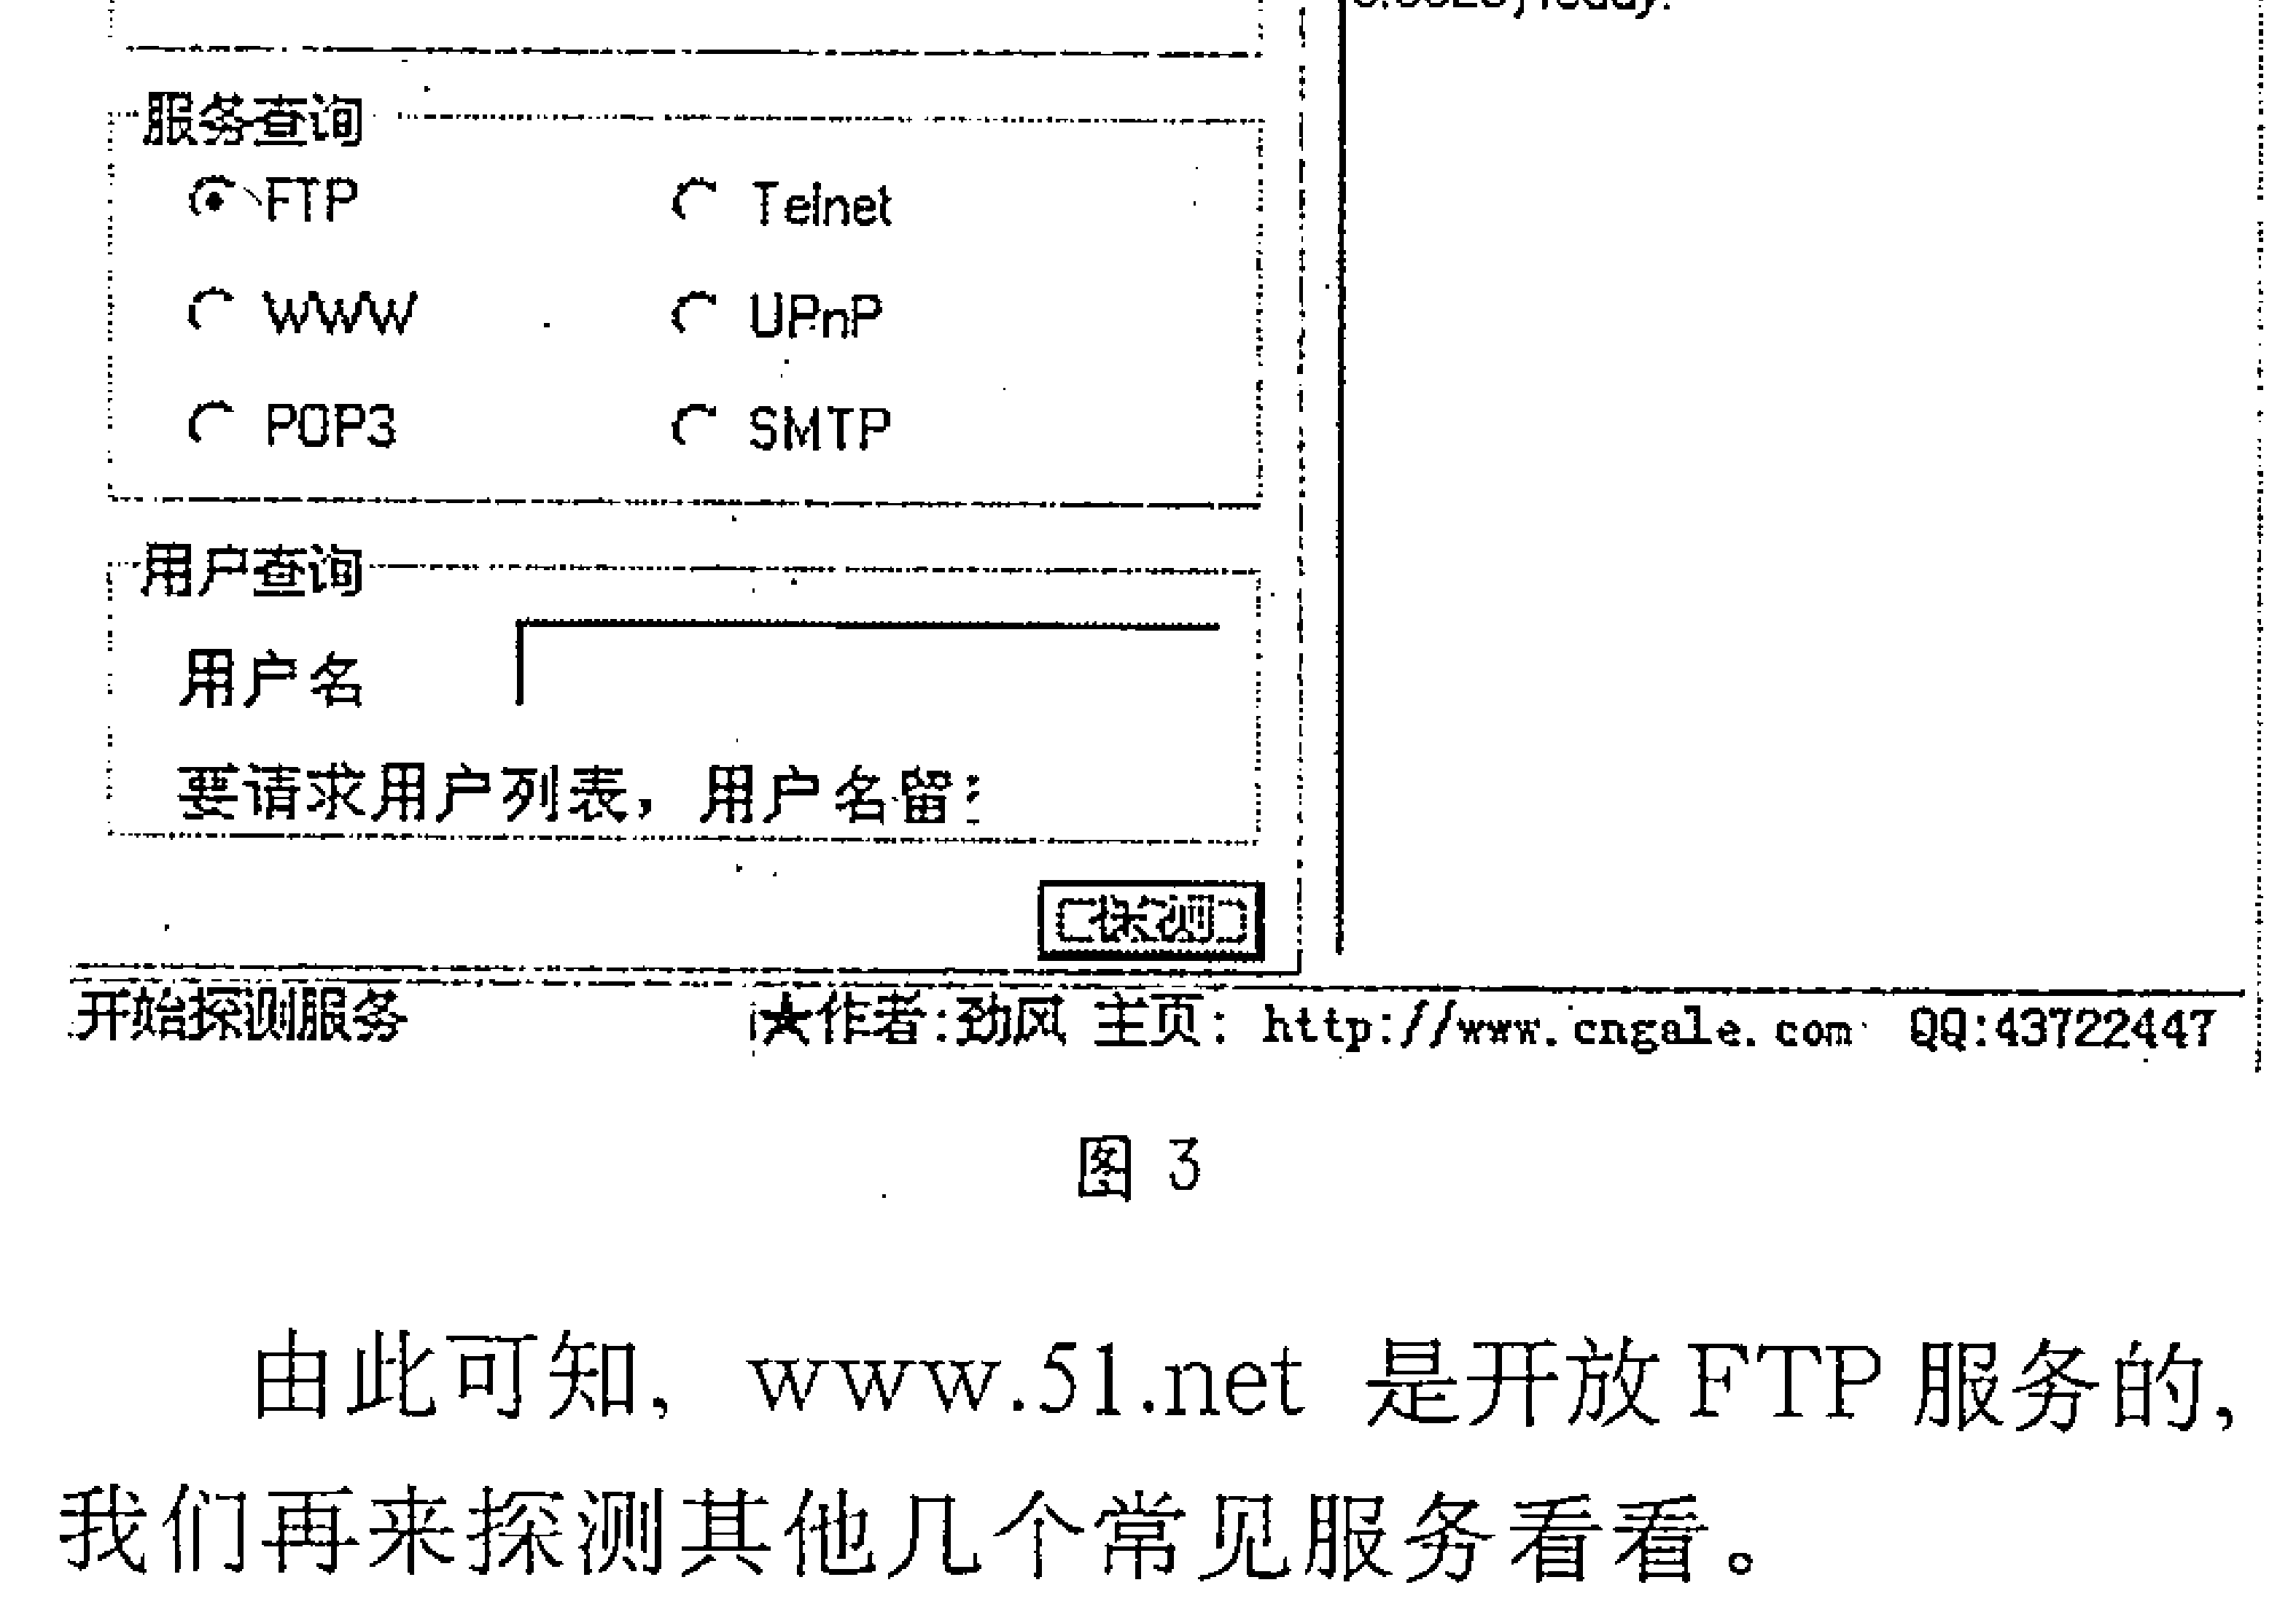 服务查询
FTP Telnet
WWW UPnP
POP3 SMTP
用户查询
用户名
要请求用户列表，用户名留
探测
开始探测服务 ★作者:劲风 主页: http://www.cngale.com QQ:43722447
图 3
由此可知, www.51.net 是开放 FTP 服务的,
我们再来探测其他几个常见服务看看。